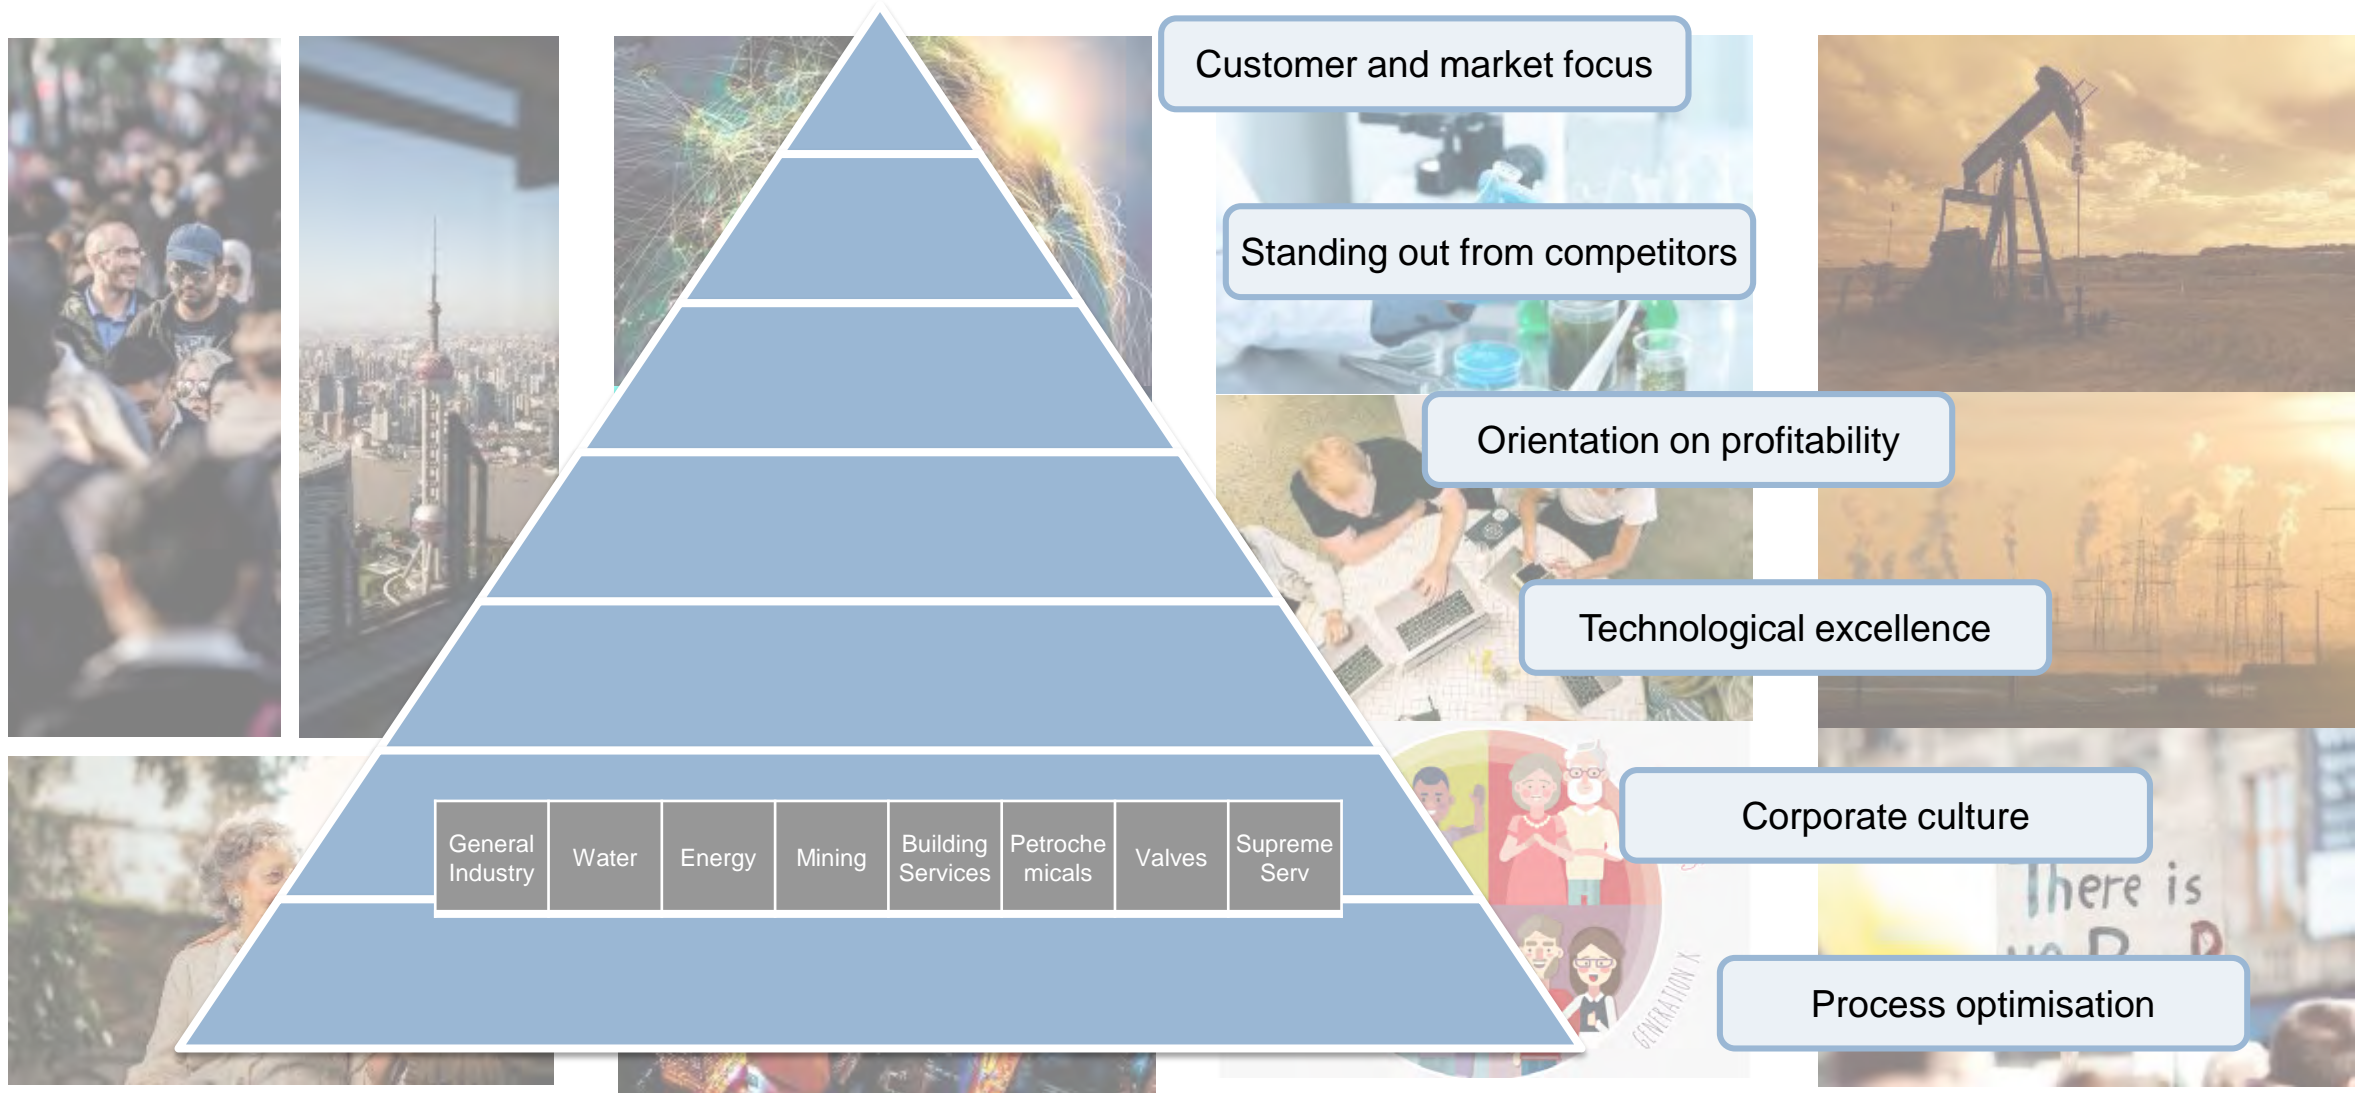 Customer and market focus
Standing out from competitors
Orientation on profitability
Technological excellence
Corporate culture
General
Industry
Water
Energy
Mining
Building
Services
Petroche
micals
Valves
Supreme
Serv
There is
GENERATION X
Process optimisation